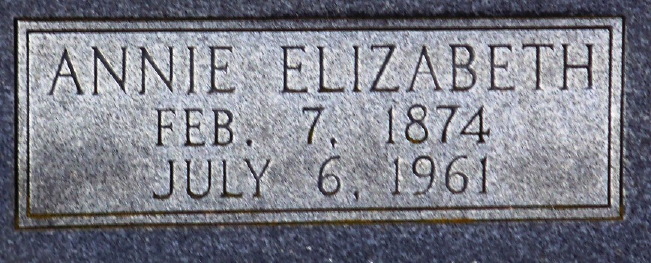 ANNIE ELIZABETH
FEB. 7, 1874
JULY 6, 1961